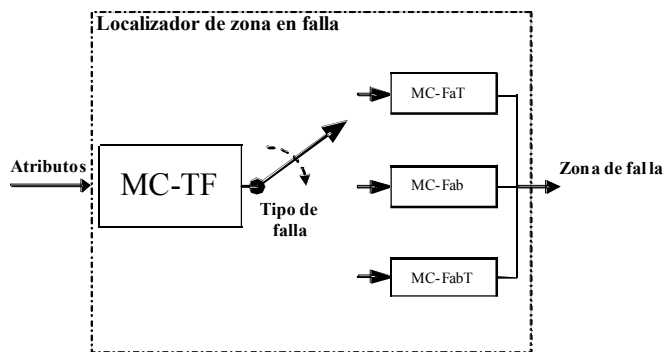 Localizador de zona en falla
MC-FaT
Atributos
MC-TF
Tipo de
falla
MC-Fab
Zona de falla
MC-FabT